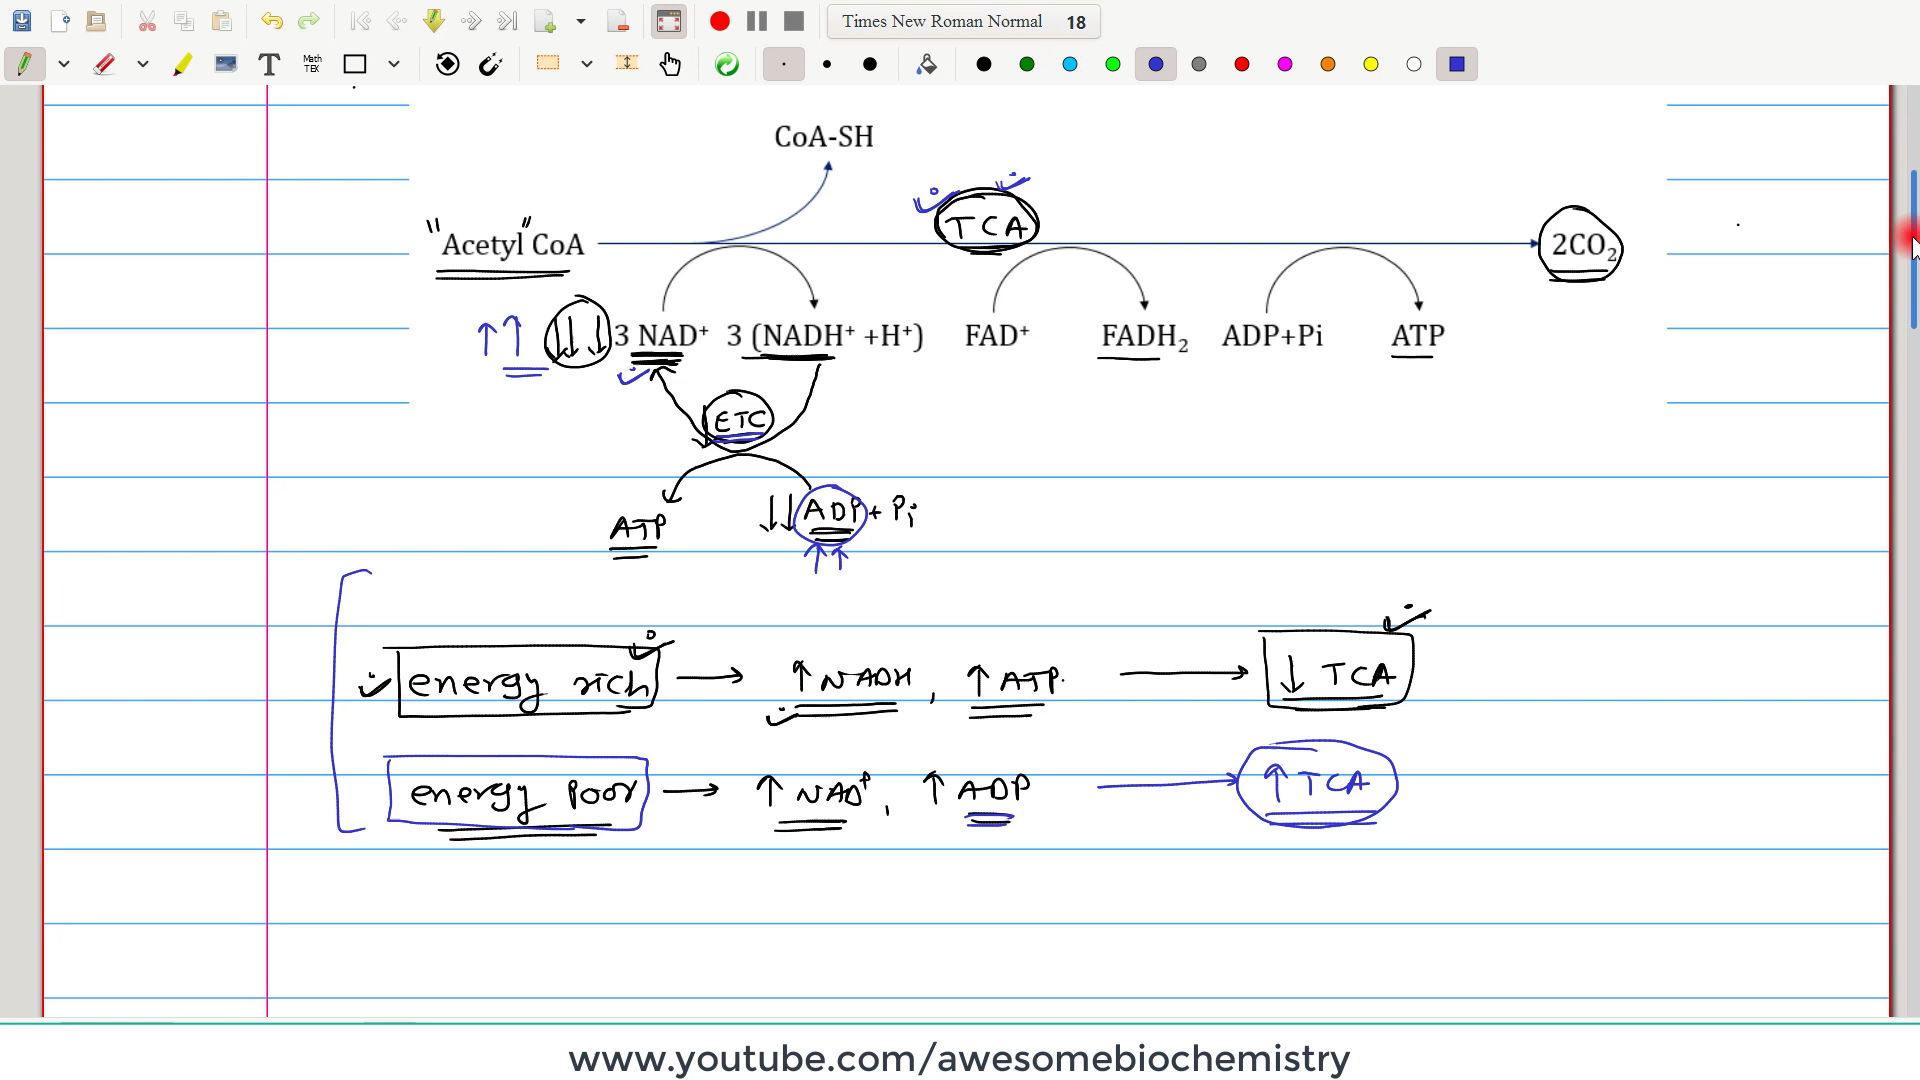 Times New Roman Normal 18
Math
TEX
CoA-SH
TCA
"Acetyl" CoA
2CO₂
↑↑ ↓↓↓ 3 NAD⁺ 3 (NADH⁺ +H⁺) FAD⁺ FADH₂ ADP+Pi ATP
↓ ETC
ATP ↓↓ ADP + Pi
↑↑
energy rich → ↑ NADH, ↑ ATP. → ↓ TCA
energy poor → ↑ NAD⁺, ↑ ADP → ↑ TCA
www.youtube.com/awesomebiochemistry